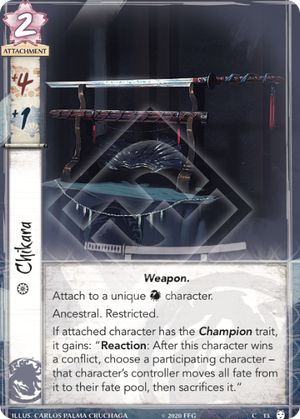 2
ATTACHMENT
+4
+1
Chikara
Weapon.
Attach to a unique character.
Ancestral. Restricted.
If attached character has the Champion trait,
it gains: “Reaction: After this character wins
a conflict, choose a participating character –
that character’s controller moves all fate from
it to their fate pool, then sacrifices it.”
ILLUS. CARLOS PALMA CRUCHAGA
© 2020 FFG
C 13